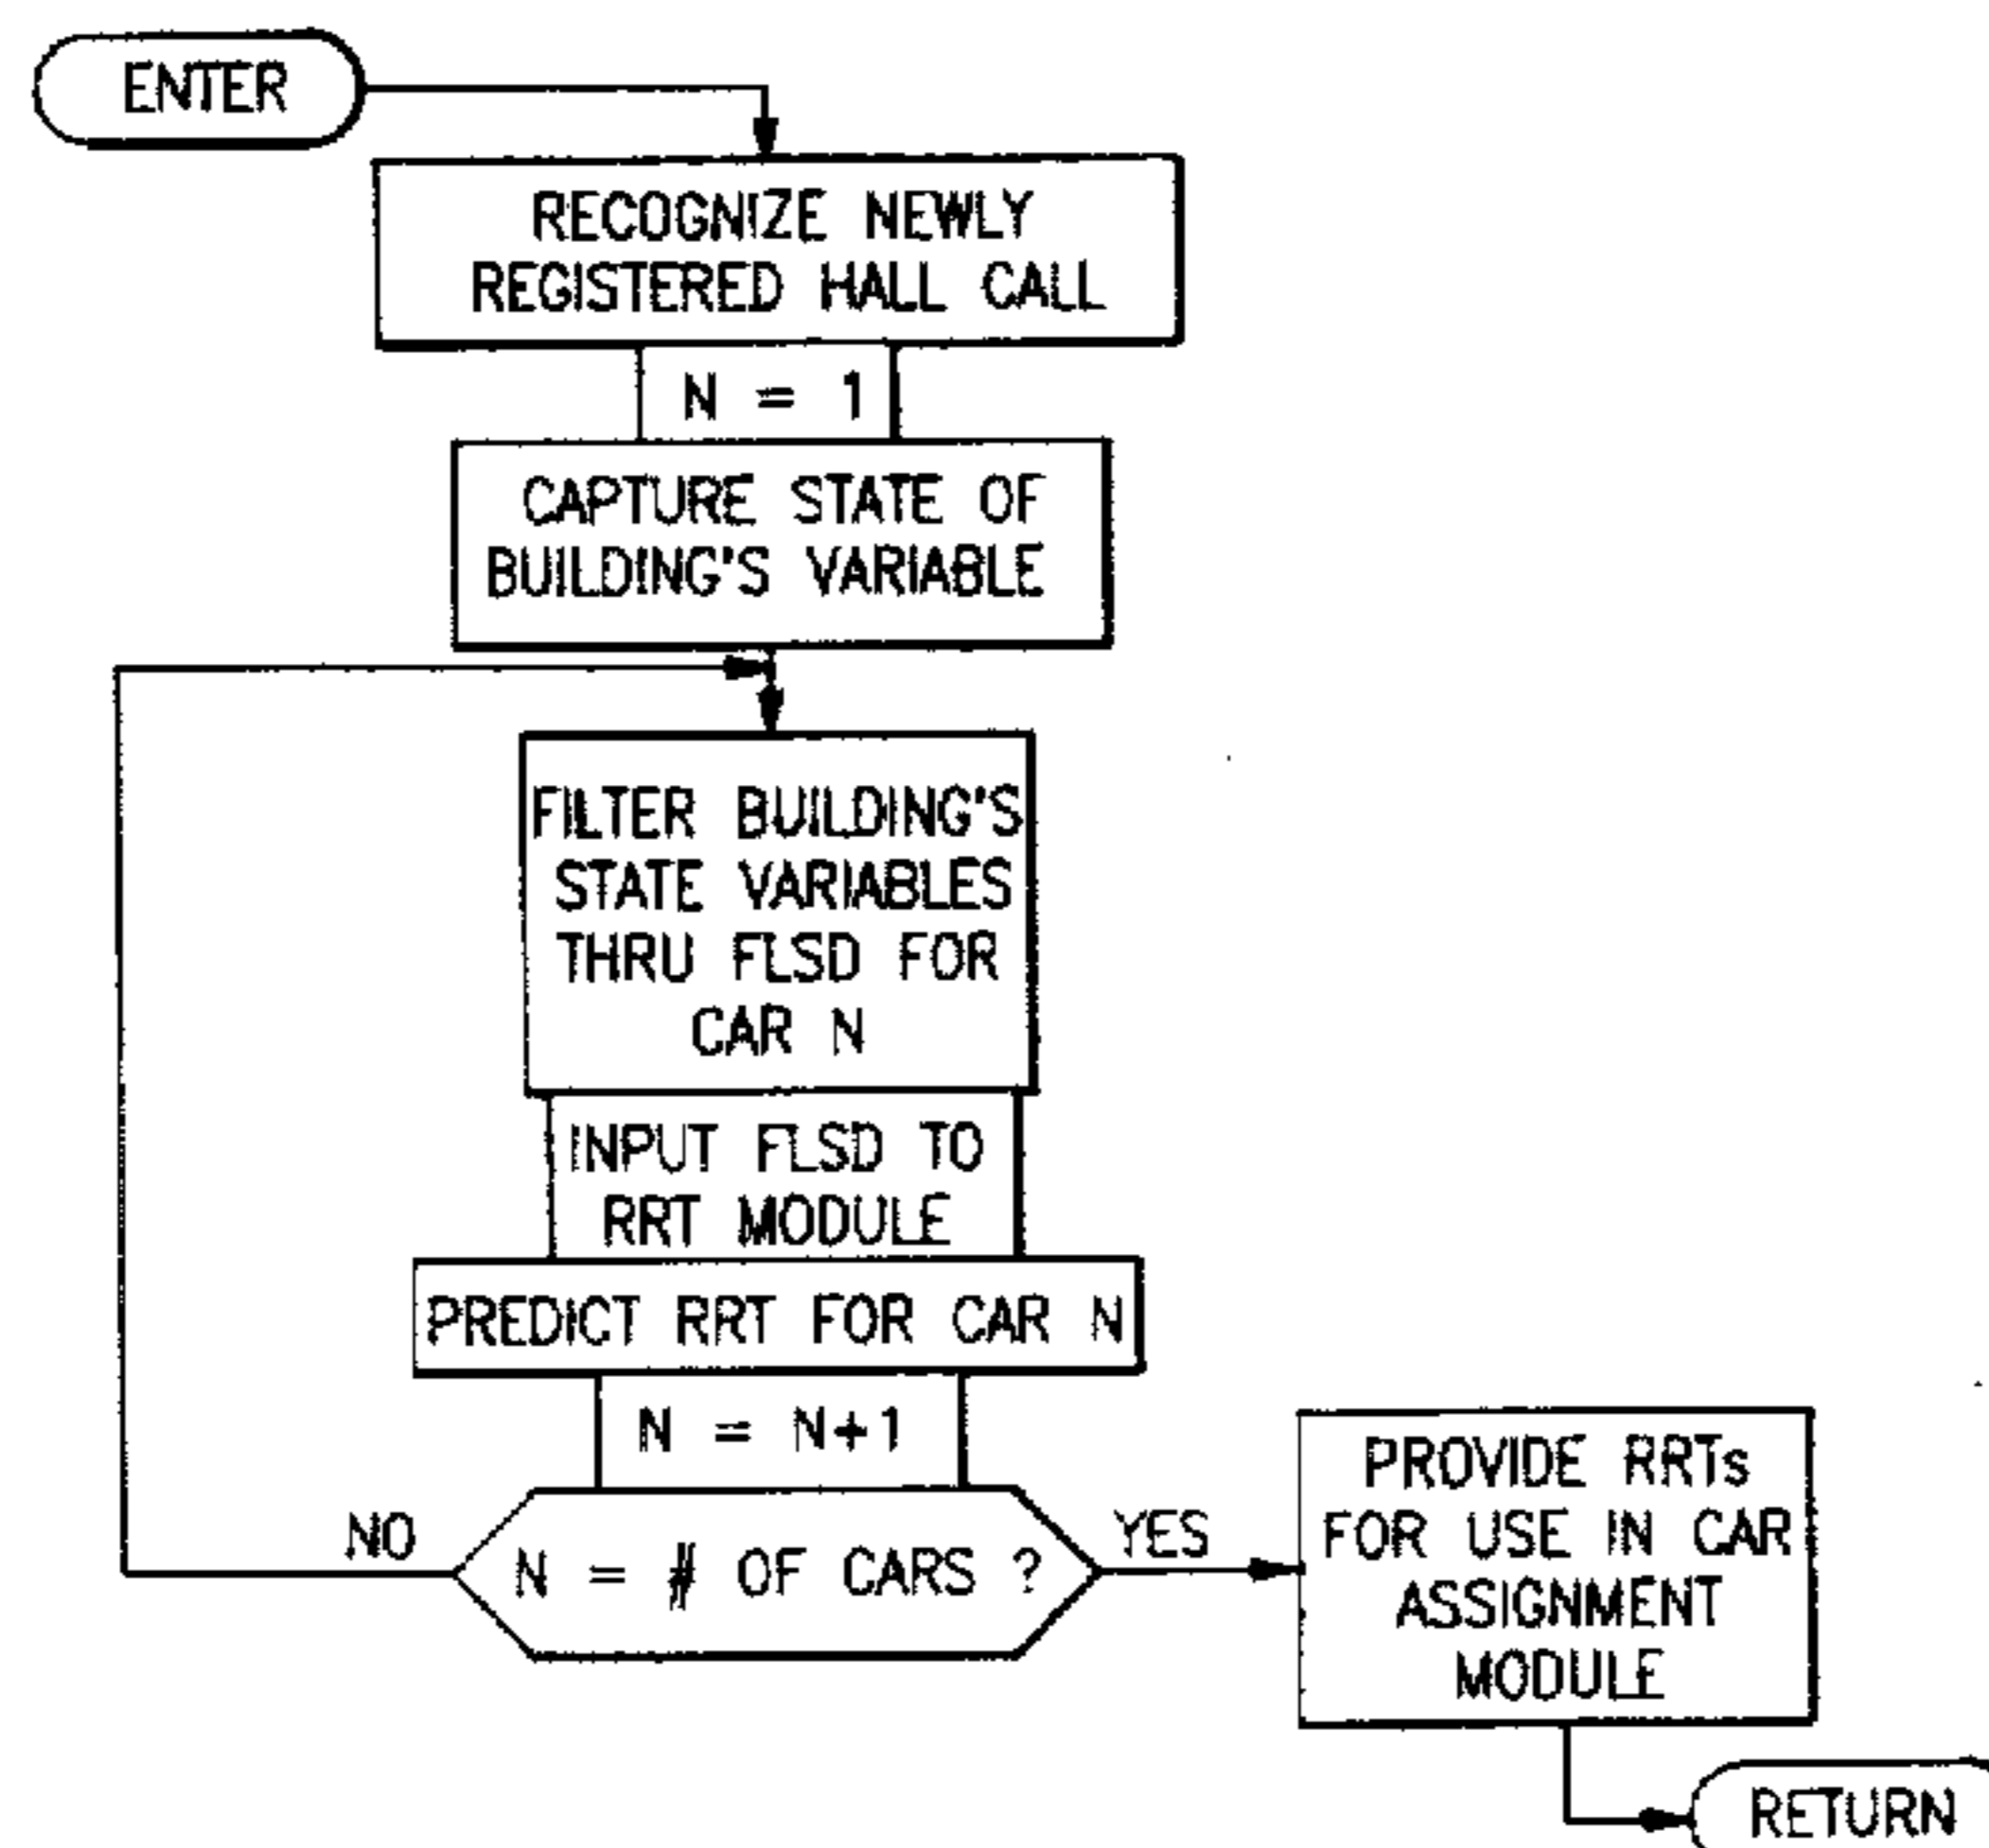 ENTER
RECOGNIZE NEWLY
REGISTERED HALL CALL
N = 1
CAPTURE STATE OF
BUILDING'S VARIABLE
FILTER BUILDING'S
STATE VARIABLES
THRU FLSD FOR
CAR N
INPUT FLSD TO
RRT MODULE
PREDICT RRT FOR CAR N
N = N+1
NO
N = # OF CARS ?
YES
PROVIDE RRTs
FOR USE IN CAR
ASSIGNMENT
MODULE
RETURN